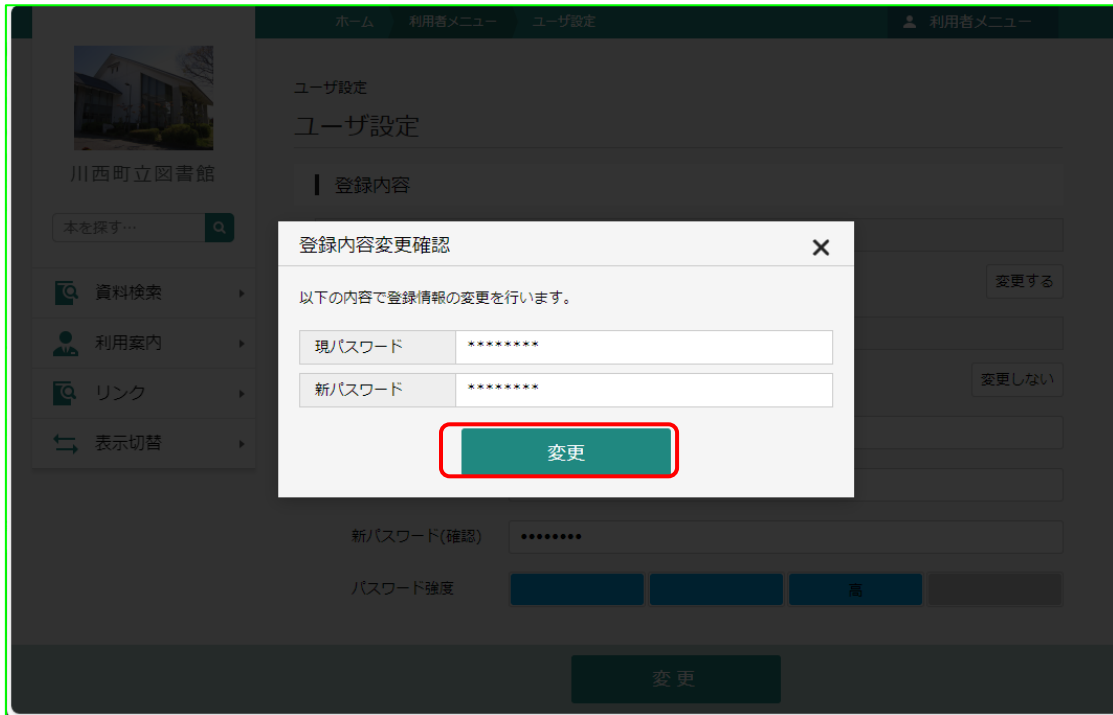 ホーム 利用者メニュー ユーザ設定 利用者メニュー
川西町立図書館
本を探す…
資料検索
利用案内
リンク
表示切替
ユーザ設定
ユーザ設定
登録内容
変更する
変更しない
登録内容変更確認
以下の内容で登録情報の変更を行います。
現パスワード ********
新パスワード ********
変更
新パスワード(確認) ••••••••
パスワード強度 高
変更